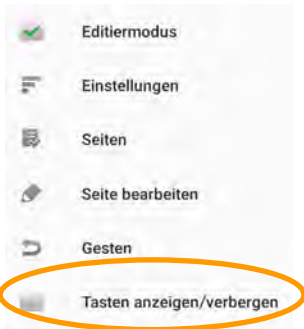 Editiermodus
Einstellungen
Seiten
Seite bearbeiten
Gesten
Tasten anzeigen/verbergen